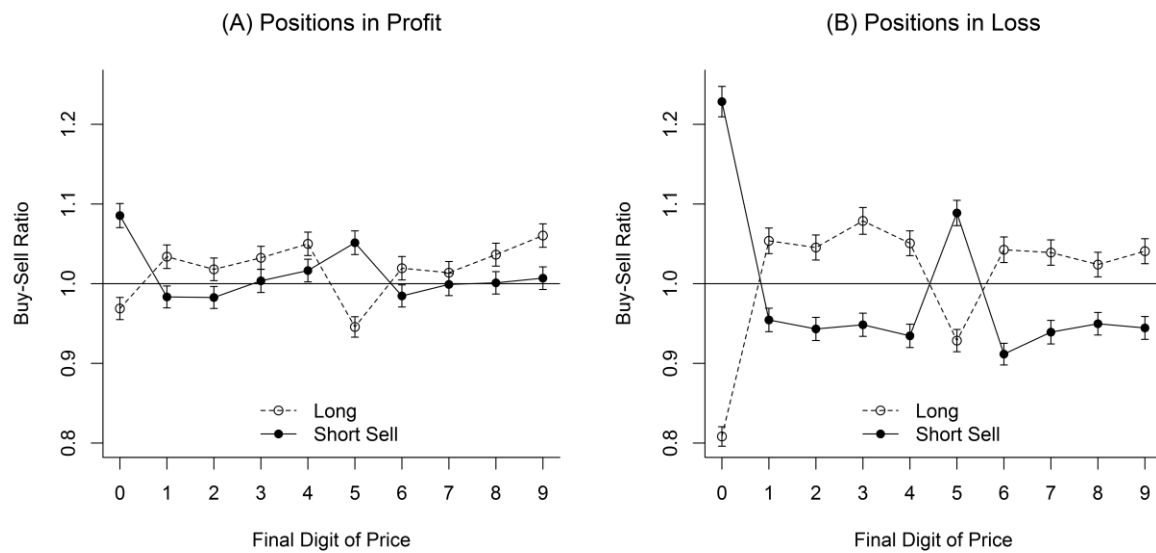 (A) Positions in Profit
Buy-Sell Ratio
1.2
1.1
1.0
0.9
0.8
Long
Short Sell
0 1 2 3 4 5 6 7 8 9
Final Digit of Price
(B) Positions in Loss
Buy-Sell Ratio
1.2
1.1
1.0
0.9
0.8
Long
Short Sell
0 1 2 3 4 5 6 7 8 9
Final Digit of Price